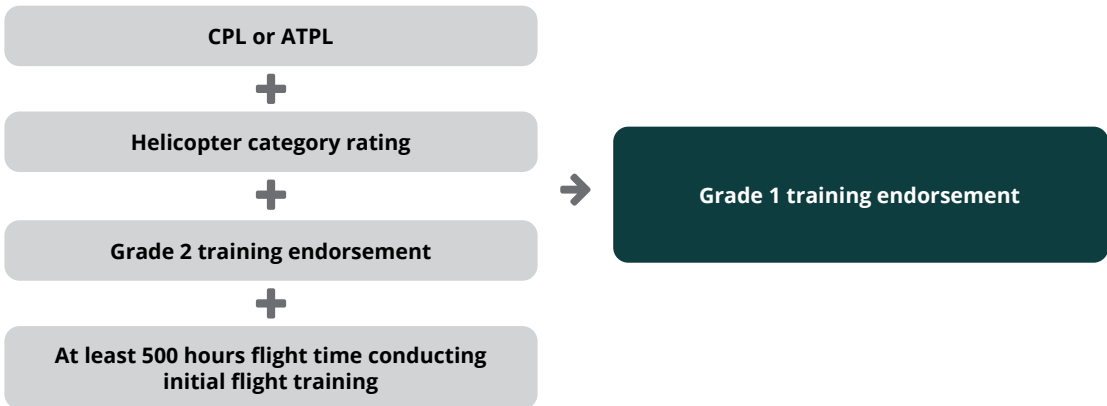 CPL or ATPL
Helicopter category rating
Grade 2 training endorsement
At least 500 hours flight time conducting
initial flight training
Grade 1 training endorsement